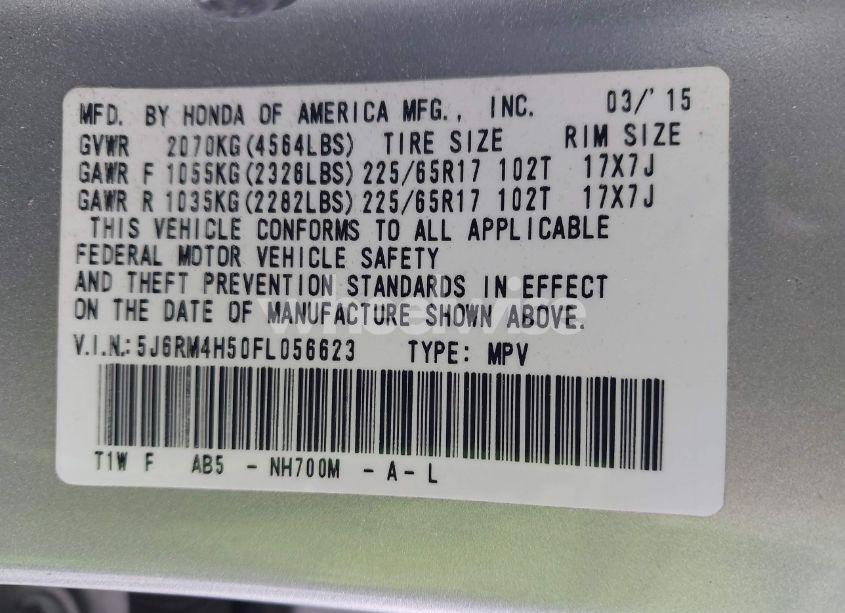 MFD. BY HONDA OF AMERICA MFG., INC. 03/'15
GVWR 2070KG(4564LBS) TIRE SIZE RIM SIZE
GAWR F 1055KG(2326LBS) 225/65R17 102T 17X7J
GAWR R 1035KG(2282LBS) 225/65R17 102T 17X7J
THIS VEHICLE CONFORMS TO ALL APPLICABLE
FEDERAL MOTOR VEHICLE SAFETY
AND THEFT PREVENTION STANDARDS IN EFFECT
ON THE DATE OF MANUFACTURE SHOWN ABOVE.
wheelwire
V.I.N.: 5J6RM4H50FL056623 TYPE: MPV
T1W F AB5 - NH700M - A - L